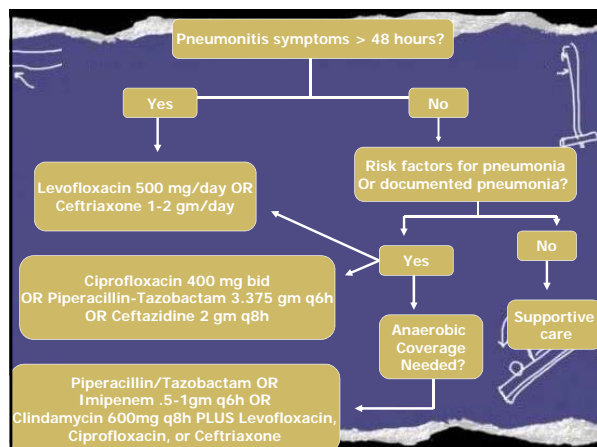 Pneumonitis symptoms > 48 hours?
Yes
No
Levofloxacin 500 mg/day OR
Ceftriaxone 1-2 gm/day
Risk factors for pneumonia
Or documented pneumonia?
Yes
No
Ciprofloxacin 400 mg bid
OR Piperacillin-Tazobactam 3.375 gm q6h
OR Ceftazidine 2 gm q8h
Anaerobic
Coverage
Needed?
Supportive
care
Piperacillin/Tazobactam OR
Imipenem .5-1gm q6h OR
Clindamycin 600mg q8h PLUS Levofloxacin,
Ciprofloxacin, or Ceftriaxone